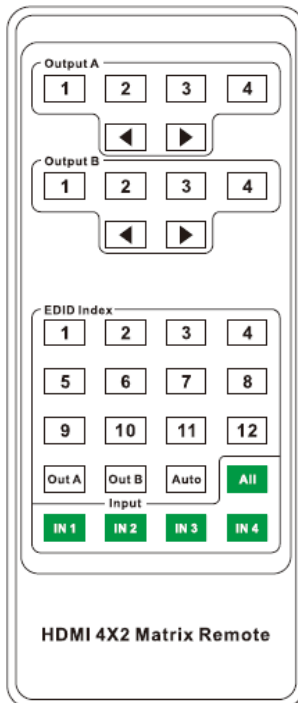 Output A
1 2 3 4
Output B
1 2 3 4
EDID Index
1 2 3 4
5 6 7 8
9 10 11 12
Out A Out B Auto All
Input
IN 1 IN 2 IN 3 IN 4
HDMI 4X2 Matrix Remote